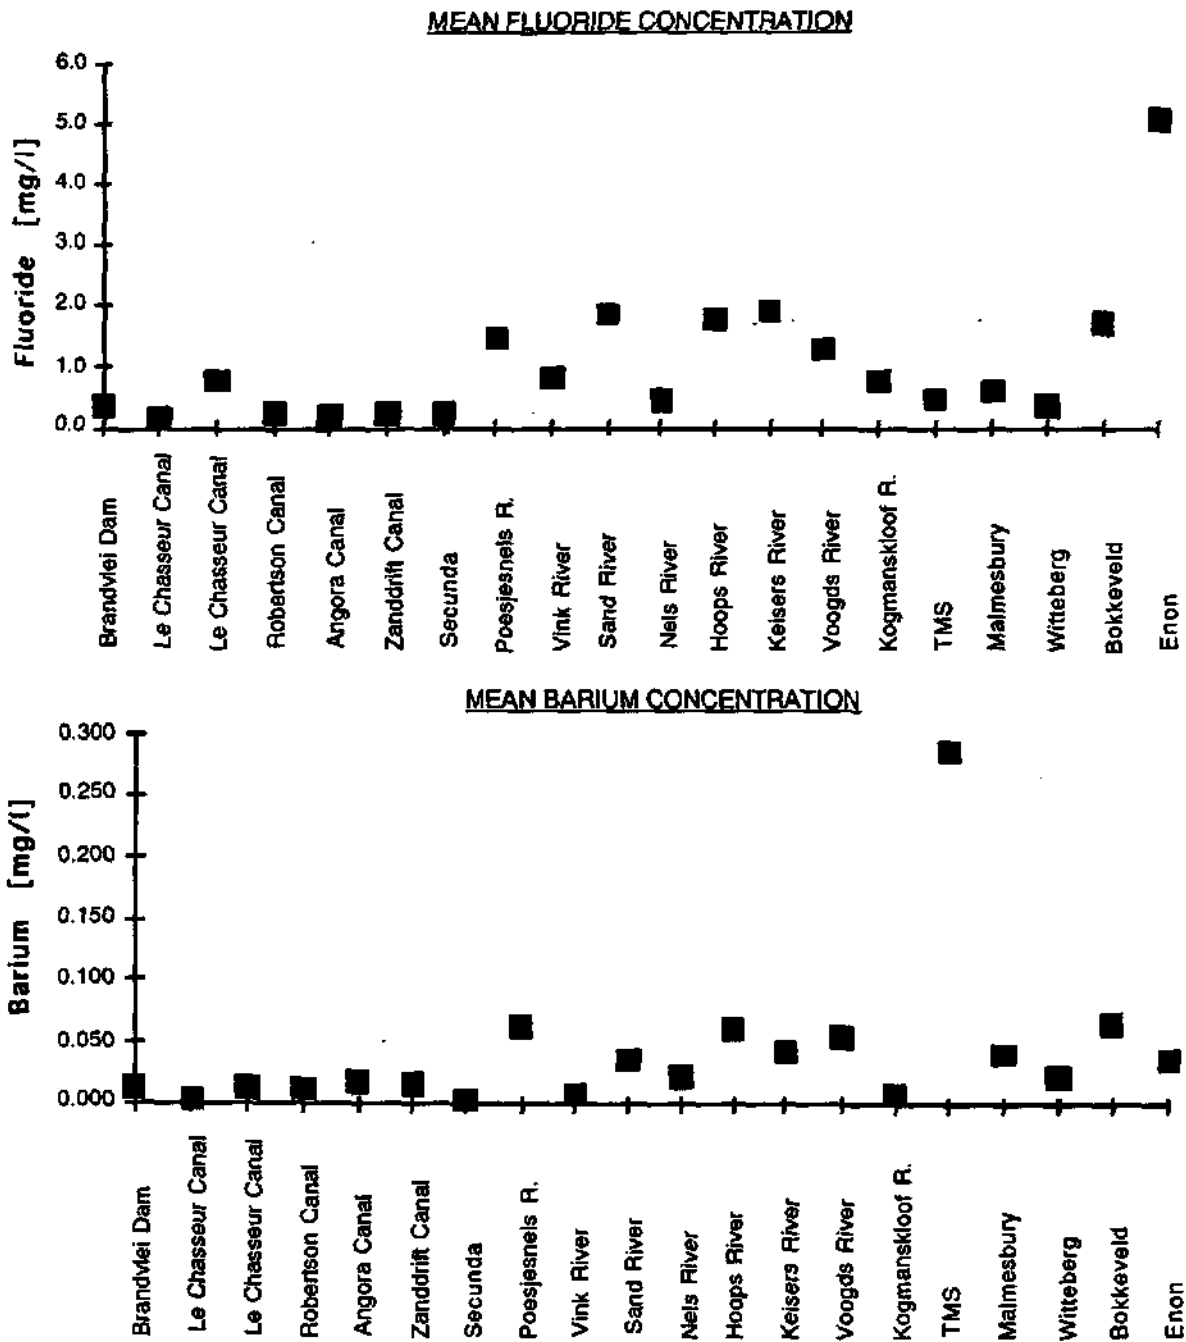 MEAN FLUORIDE CONCENTRATION
Fluoride [mg/l]
6.0
5.0
4.0
3.0
2.0
1.0
0.0
Brandvlei Dam
Le Chasseur Canal
Le Chasseur Canal
Robertson Canal
Angora Canal
Zanddrift Canal
Secunda
Poesjesnels R.
Vink River
Sand River
Nels River
Hoops River
Keisers River
Voogds River
Kogmanskloof R.
TMS
Malmesbury
Witteberg
Bokkeveld
Enon
MEAN BARIUM CONCENTRATION
Barium [mg/l]
0.300
0.250
0.200
0.150
0.100
0.050
0.000
Brandvlei Dam
Le Chasseur Canal
Le Chasseur Canal
Robertson Canal
Angora Canal
Zanddrift Canal
Secunda
Poesjesnels R.
Vink River
Sand River
Nels River
Hoops River
Keisers River
Voogds River
Kogmanskloof R.
TMS
Malmesbury
Witteberg
Bokkeveld
Enon